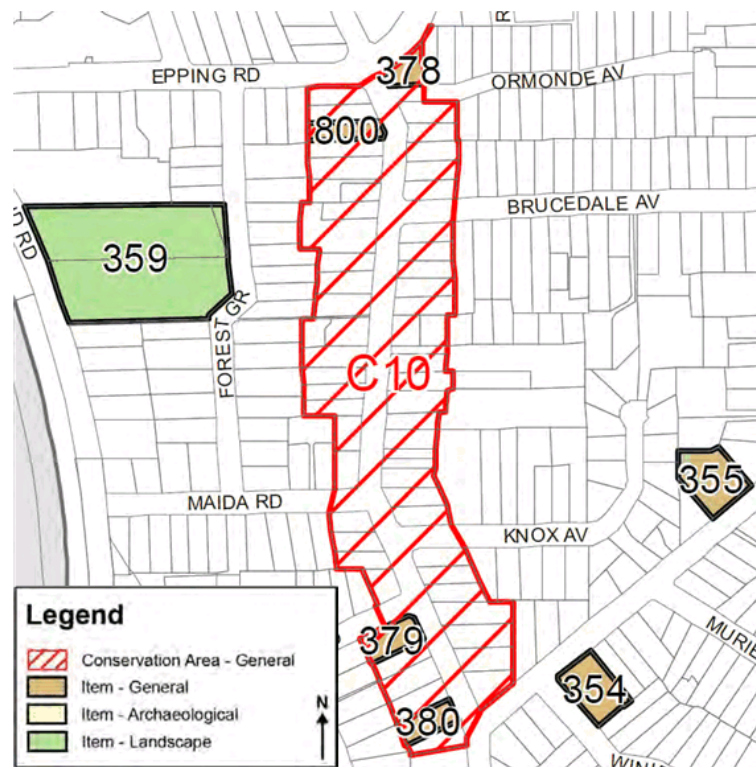 EPPING RD
378
ORMONDE AV
800
BRUCEDALE AV
359
FOREST GR
C10
MAIDA RD
355
KNOX AV
379
354
380
Legend
Conservation Area - General
Item - General
Item - Archaeological
Item - Landscape
N